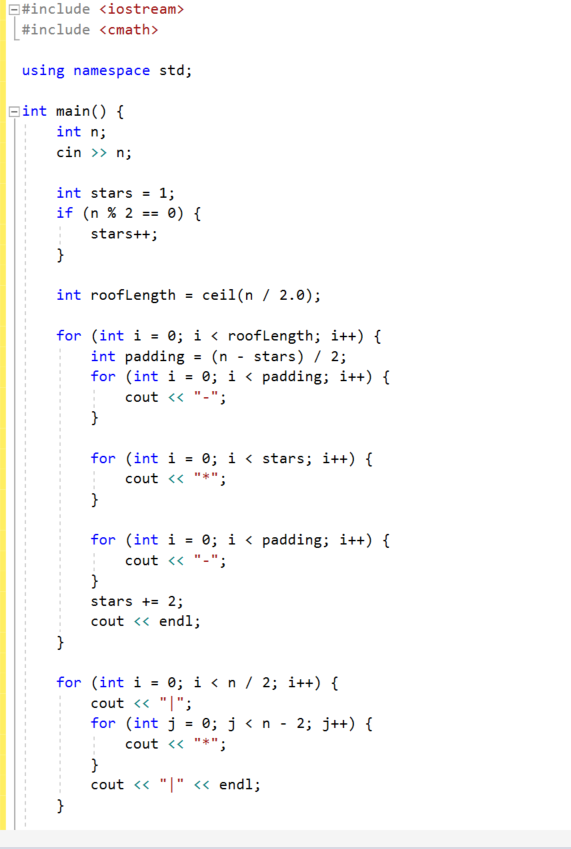 #include <iostream>
#include <cmath>

using namespace std;

int main() {
    int n;
    cin >> n;

    int stars = 1;
    if (n % 2 == 0) {
        stars++;
    }

    int roofLength = ceil(n / 2.0);

    for (int i = 0; i < roofLength; i++) {
        int padding = (n - stars) / 2;
        for (int i = 0; i < padding; i++) {
            cout << "-";
        }

        for (int i = 0; i < stars; i++) {
            cout << "*";
        }

        for (int i = 0; i < padding; i++) {
            cout << "-";
        }
        stars += 2;
        cout << endl;
    }

    for (int i = 0; i < n / 2; i++) {
        cout << "|";
        for (int j = 0; j < n - 2; j++) {
            cout << "*";
        }
        cout << "|" << endl;
    }